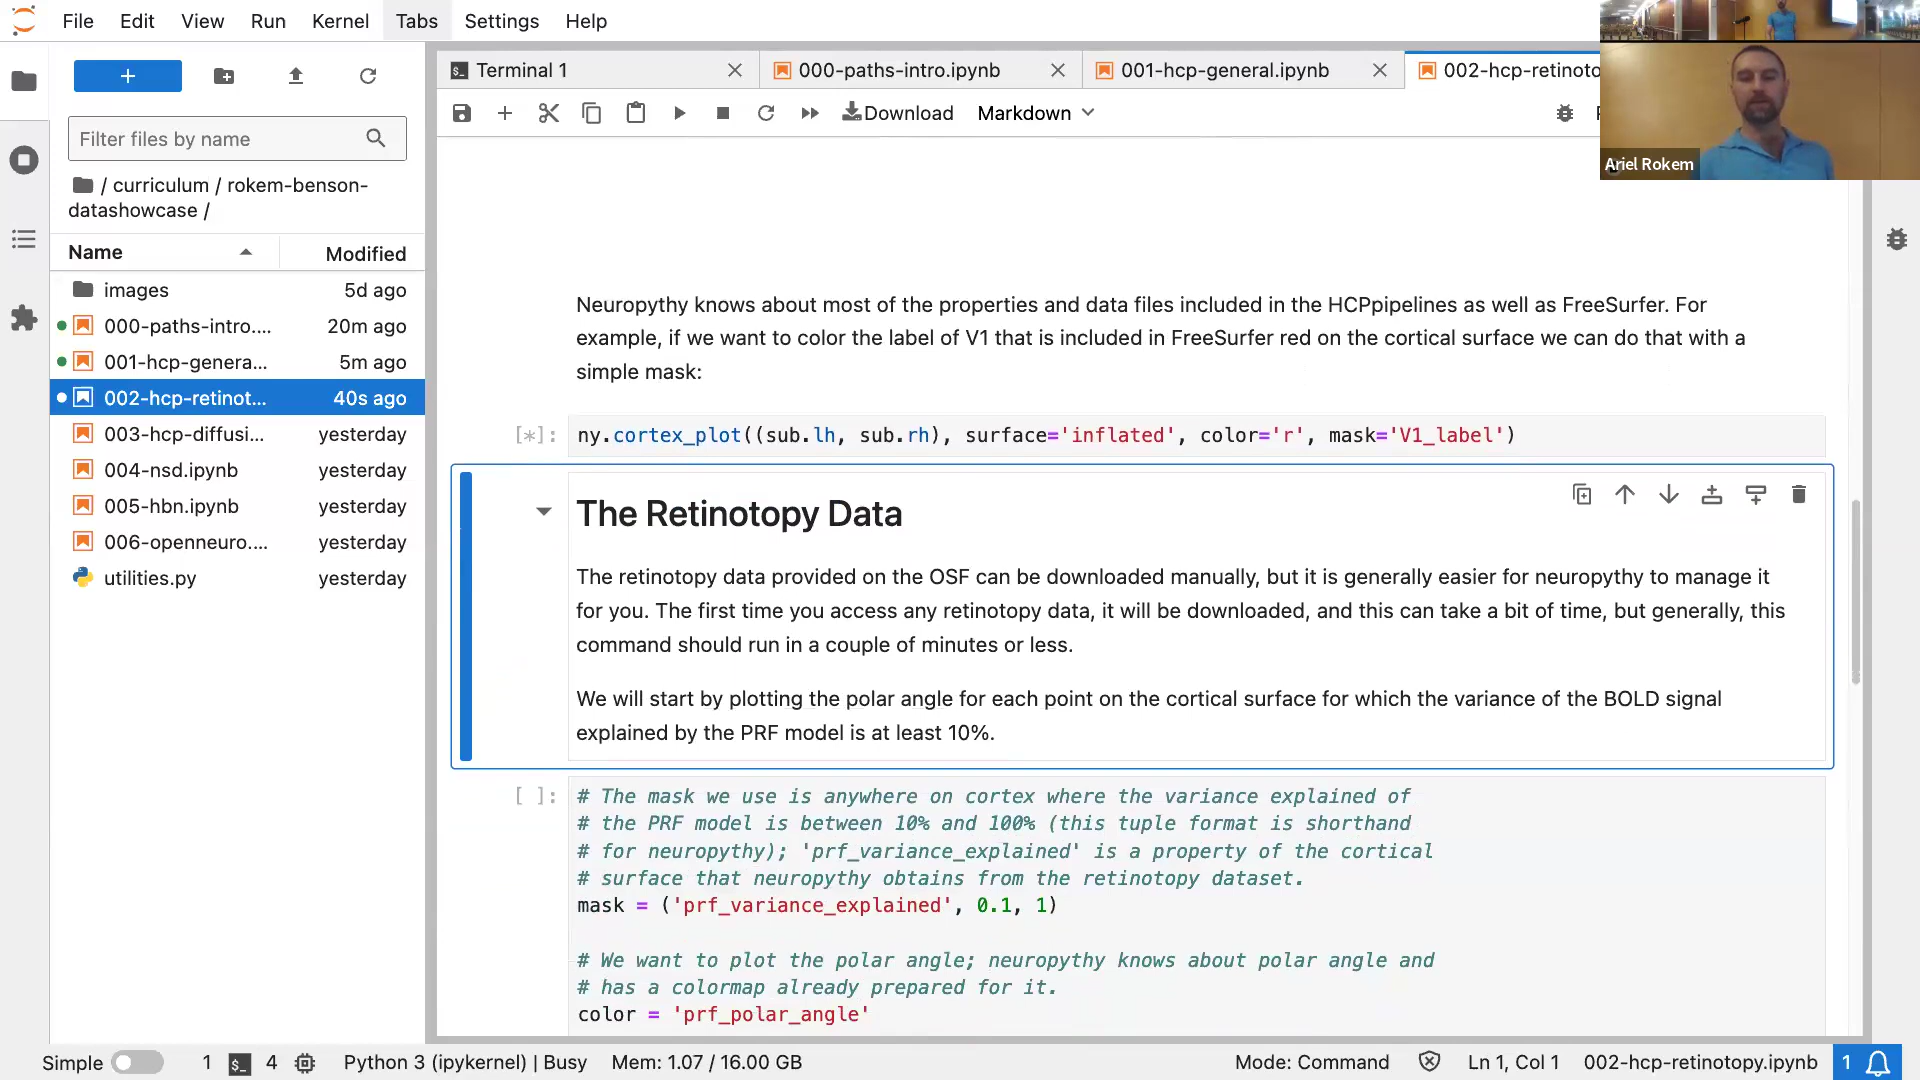 File Edit View Run Kernel Tabs Settings Help
Terminal 1
000-paths-intro.ipynb
001-hcp-general.ipynb
002-hcp-retinoto
Download Markdown
Ariel Rokem
Filter files by name
/ curriculum / rokem-benson-
datashowcase /
Name Modified
images 5d ago
000-paths-intro.... 20m ago
001-hcp-genera... 5m ago
002-hcp-retinot... 40s ago
003-hcp-diffusi... yesterday
004-nsd.ipynb yesterday
005-hbn.ipynb yesterday
006-openneuro.... yesterday
utilities.py yesterday
Neuropythy knows about most of the properties and data files included in the HCPpipelines as well as FreeSurfer. For
example, if we want to color the label of V1 that is included in FreeSurfer red on the cortical surface we can do that with a
simple mask:
[*]: ny.cortex_plot((sub.lh, sub.rh), surface='inflated', color='r', mask='V1_label')
The Retinotopy Data
The retinotopy data provided on the OSF can be downloaded manually, but it is generally easier for neuropythy to manage it
for you. The first time you access any retinotopy data, it will be downloaded, and this can take a bit of time, but generally, this
command should run in a couple of minutes or less.
We will start by plotting the polar angle for each point on the cortical surface for which the variance of the BOLD signal
explained by the PRF model is at least 10%.
[ ]: # The mask we use is anywhere on cortex where the variance explained of
# the PRF model is between 10% and 100% (this tuple format is shorthand
# for neuropythy); 'prf_variance_explained' is a property of the cortical
# surface that neuropythy obtains from the retinotopy dataset.
mask = ('prf_variance_explained', 0.1, 1)
# We want to plot the polar angle; neuropythy knows about polar angle and
# has a colormap already prepared for it.
color = 'prf_polar_angle'
Simple 1 4 Python 3 (ipykernel) | Busy Mem: 1.07 / 16.00 GB Mode: Command Ln 1, Col 1 002-hcp-retinotopy.ipynb 1